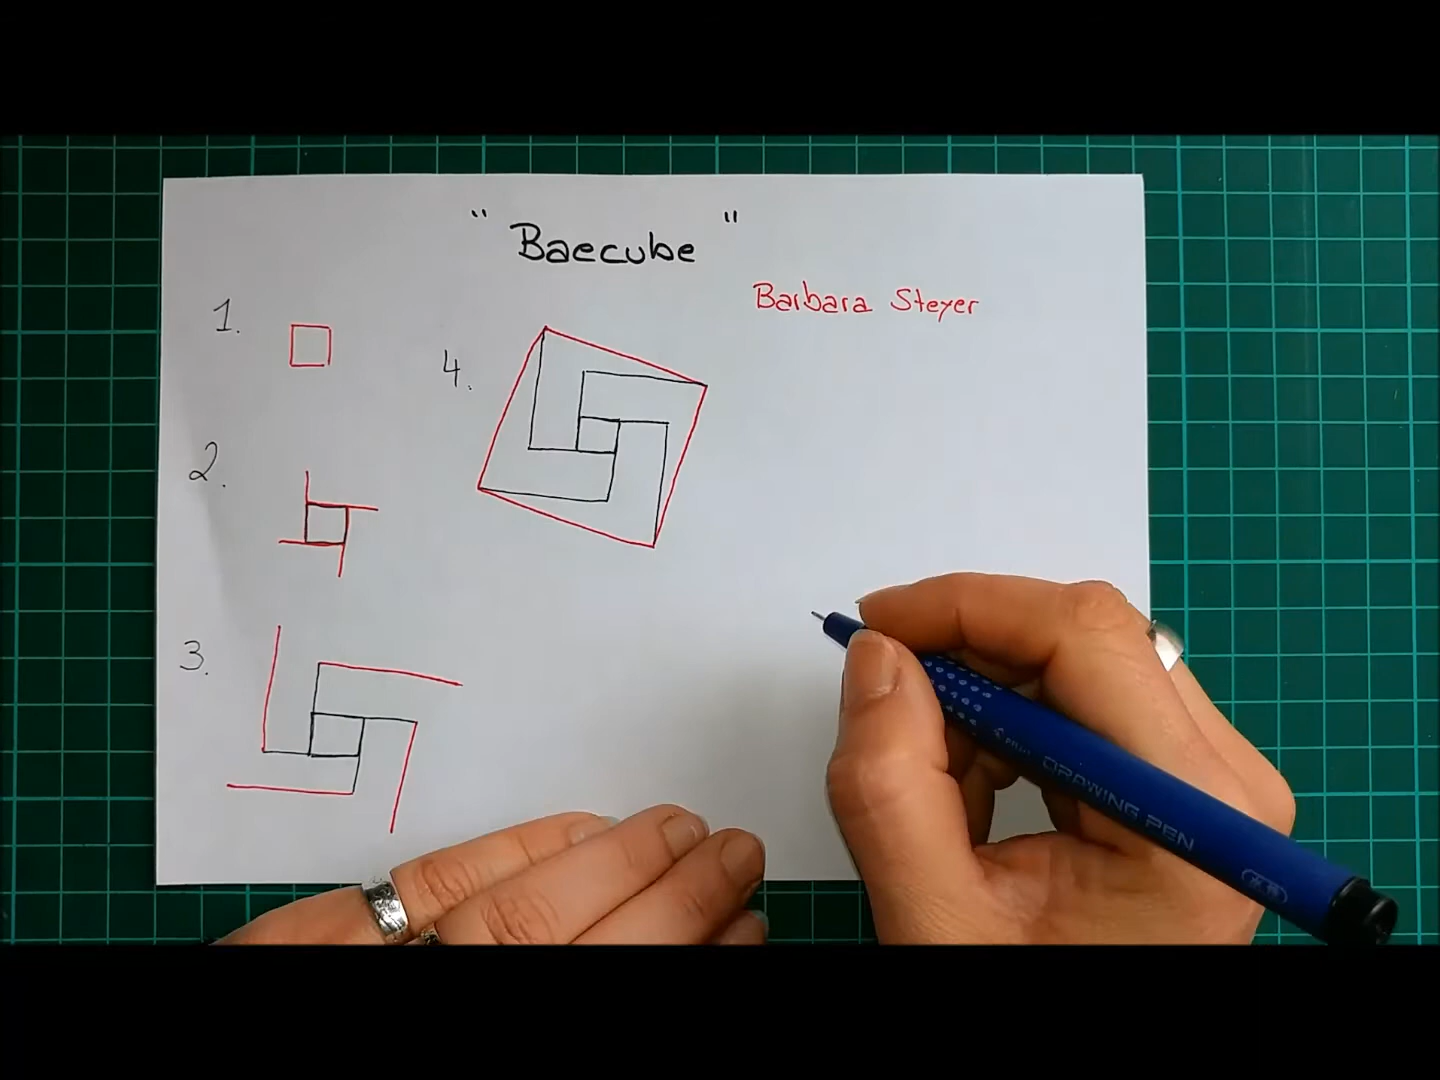 " Baecube "
Barbara Steyer
1.
2.
3.
4.
DRAWING PEN